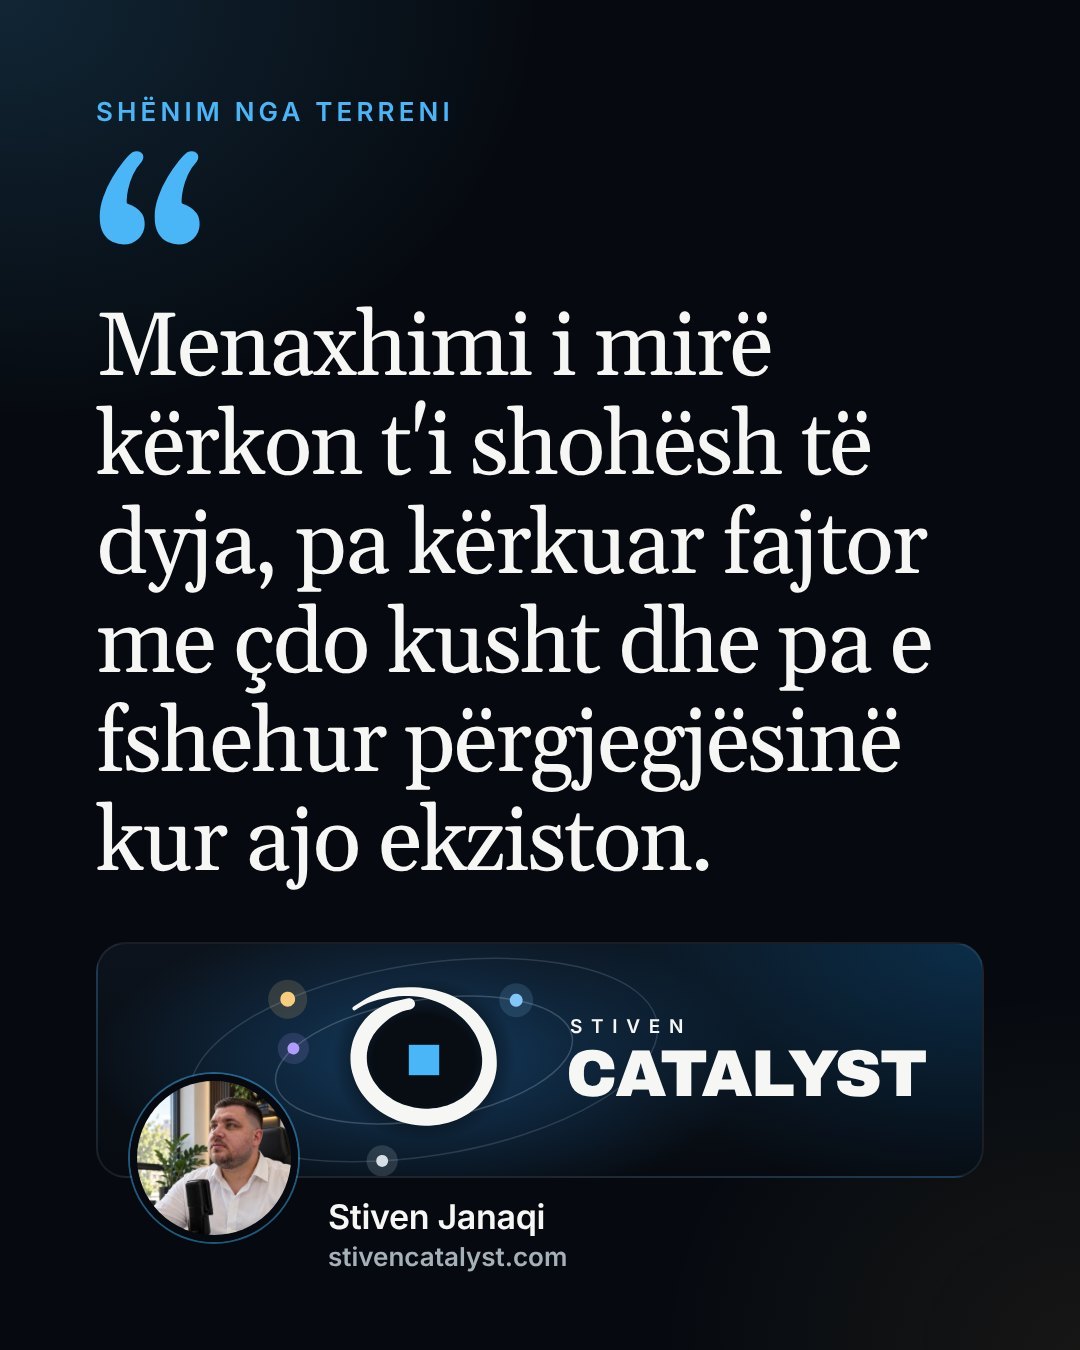 SHËNIM NGA TERRENI
“
Menaxhimi i mirë
kërkon t'i shohësh të
dyja, pa kërkuar fajtor
me çdo kusht dhe pa e
fshehur përgjegjësinë
kur ajo ekziston.
STIVEN
CATALYST
Stiven Janaqi
stivencatalyst.com